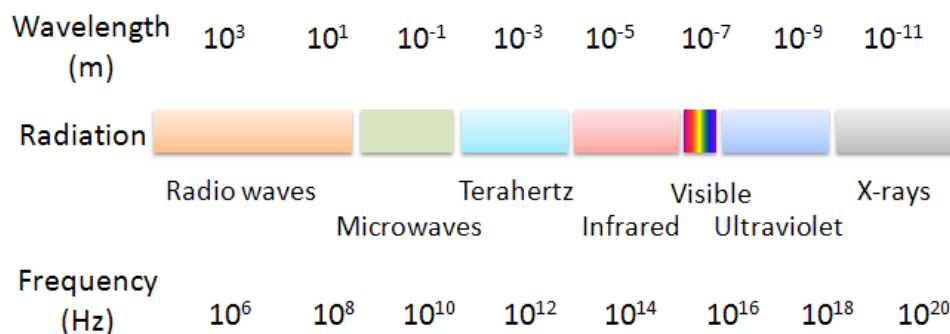 Wavelength (m) 10³ 10¹ 10⁻¹ 10⁻³ 10⁻⁵ 10⁻⁷ 10⁻⁹ 10⁻¹¹
Radiation
Radio waves Terahertz Visible X-rays
Microwaves Infrared Ultraviolet
Frequency (Hz) 10⁶ 10⁸ 10¹⁰ 10¹² 10¹⁴ 10¹⁶ 10¹⁸ 10²⁰